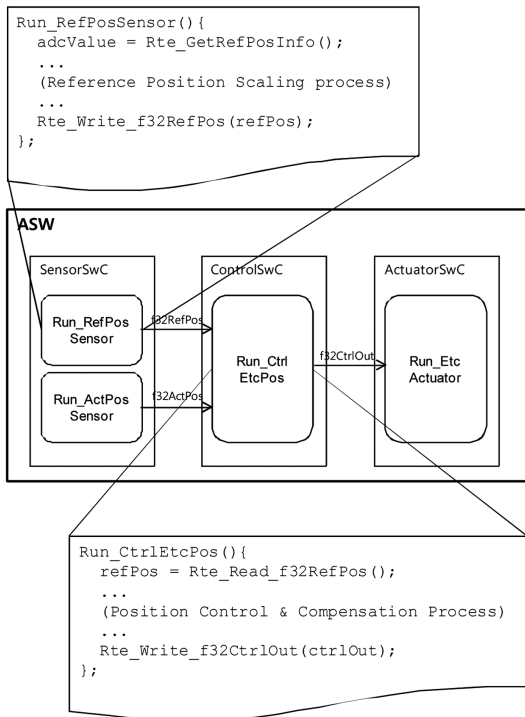 Run_RefPosSensor(){
adcValue = Rte_GetRefPosInfo();
...
(Reference Position Scaling process)
...
Rte_Write_f32RefPos(refPos);
};
ASW
SensorSwC
ControlSwC
ActuatorSwC
Run_RefPos
Sensor
f32RefPos
Run_ActPos
Sensor
f32ActPos
Run_Ctrl
EtcPos
f32CtrlOut
Run_Etc
Actuator
Run_CtrlEtcPos(){
refPos = Rte_Read_f32RefPos();
...
(Position Control & Compensation Process)
...
Rte_Write_f32CtrlOut(ctrlOut);
};